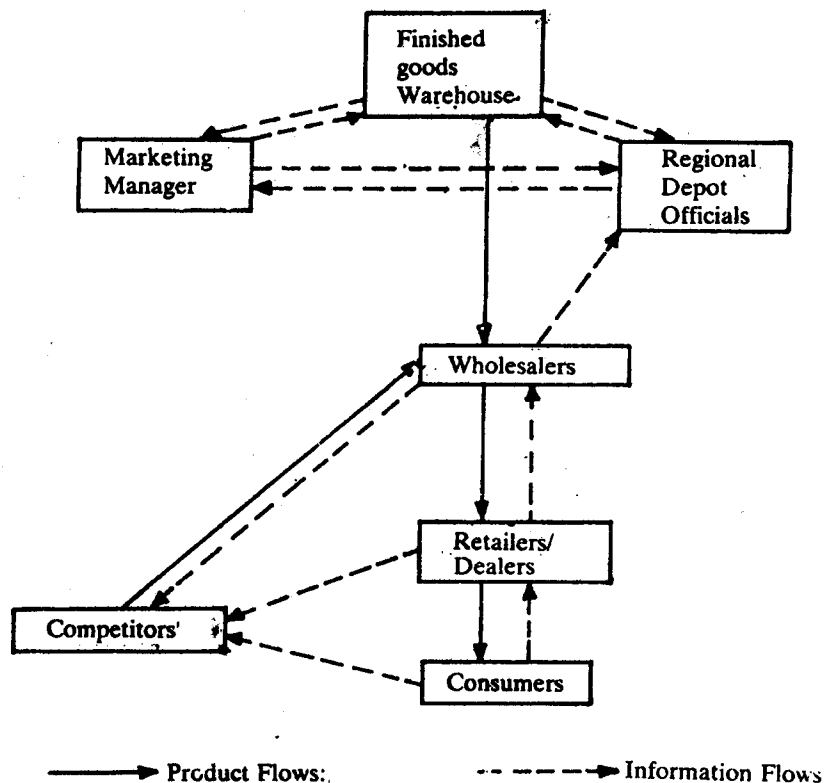 Finished
goods
Warehouse
Marketing
Manager
Regional
Depot
Officials
Wholesalers
Retailers/
Dealers
Competitors'
Consumers
Product Flows:
Information Flows